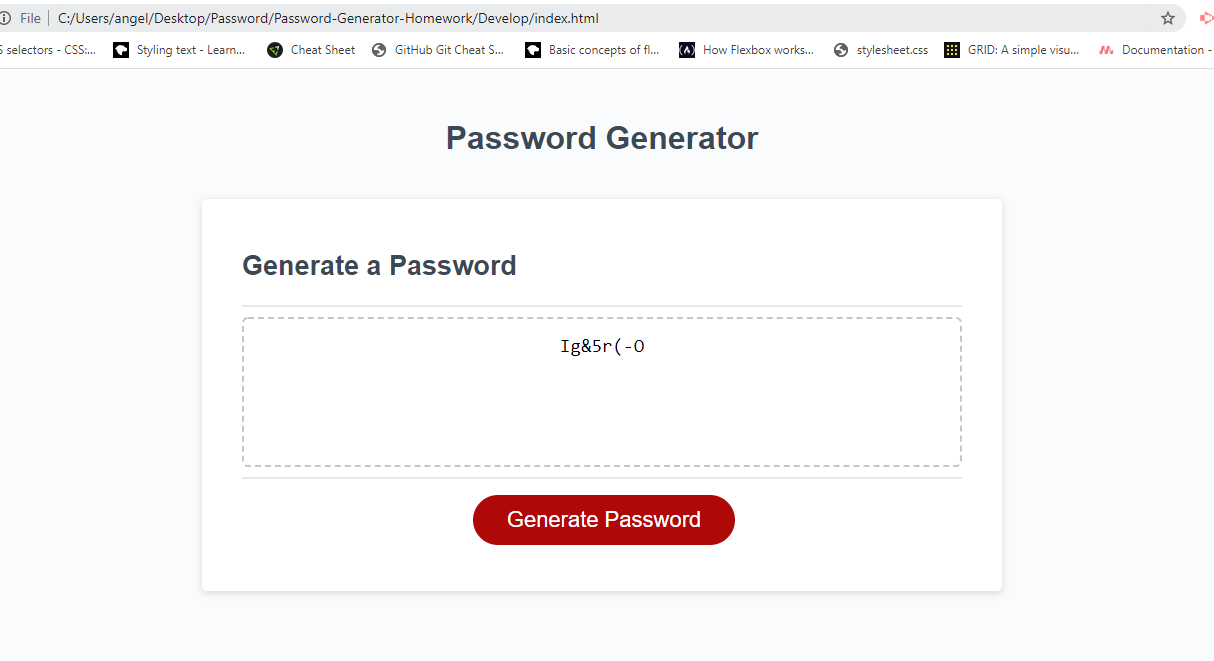 File C:/Users/angel/Desktop/Password/Password-Generator-Homework/Develop/index.html
S selectors - CSS:... Styling text - Learn... Cheat Sheet GitHub Git Cheat S... Basic concepts of fl... (A) How Flexbox works... stylesheet.css GRID: A simple visu... Documentation -
Password Generator
Generate a Password
Ig&5r(-O
Generate Password